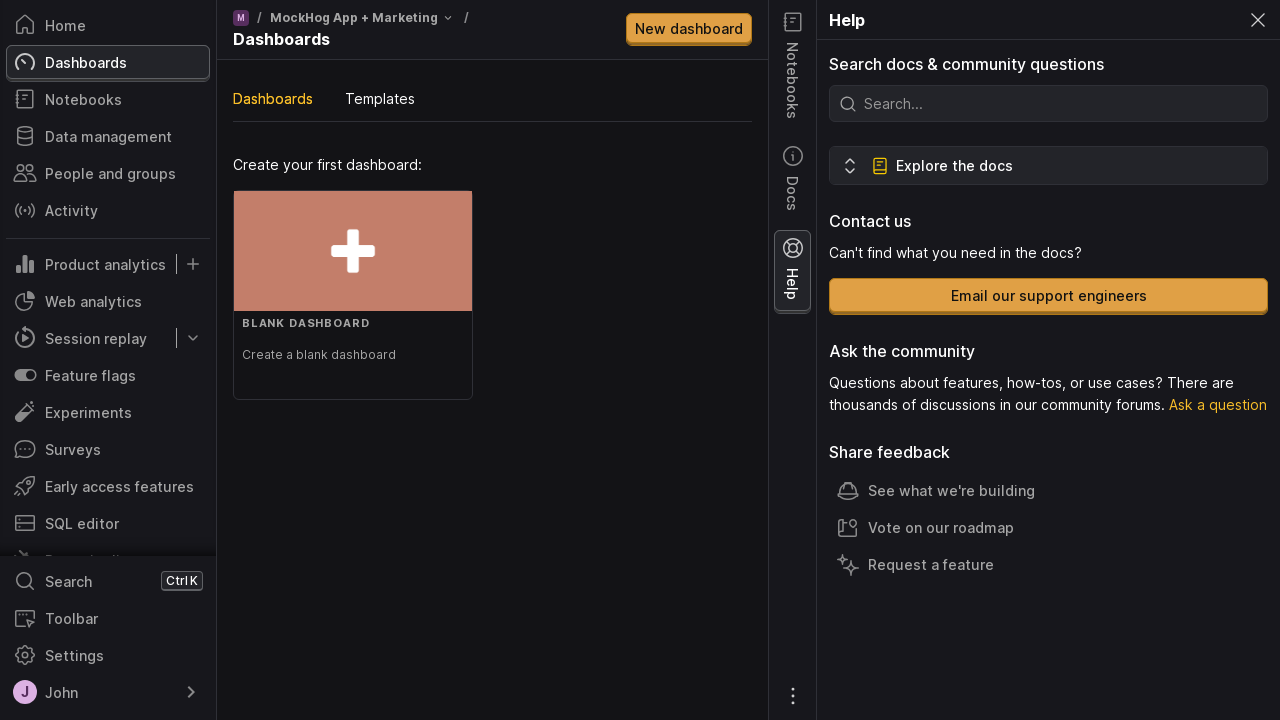 Home
Dashboards
Notebooks
Data management
People and groups
Activity
Product analytics
Web analytics
Session replay
Feature flags
Experiments
Surveys
Early access features
SQL editor
Search
Ctrl K
Toolbar
Settings
J
John
M / MockHog App + Marketing /
Dashboards
New dashboard
Dashboards
Templates
Create your first dashboard:
BLANK DASHBOARD
Create a blank dashboard
Notebooks
Docs
Help
Help
Search docs & community questions
Search...
Explore the docs
Contact us
Can't find what you need in the docs?
Email our support engineers
Ask the community
Questions about features, how-tos, or use cases? There are
thousands of discussions in our community forums. Ask a question
Share feedback
See what we're building
Vote on our roadmap
Request a feature